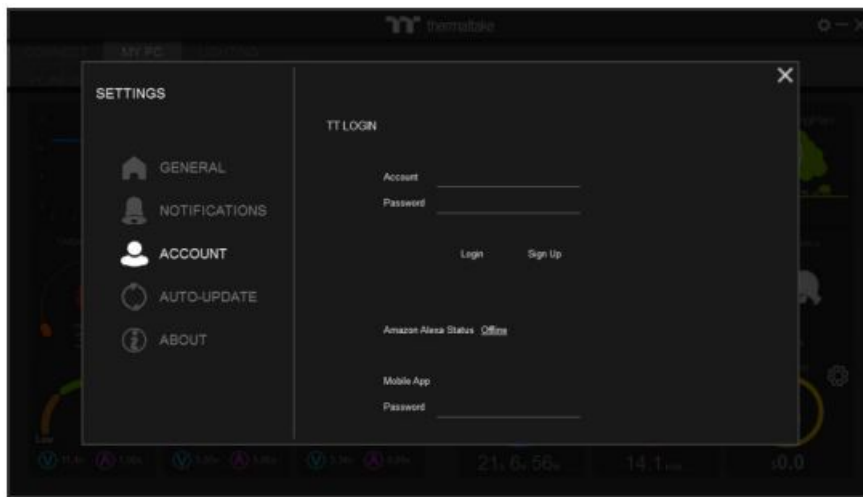 thermaltake
MY PC
SETTINGS
TT LOGIN
GENERAL
Account
NOTIFICATIONS
Password
ACCOUNT
Login Sign Up
AUTO-UPDATE
Amazon Alexa Status Offline
ABOUT
Mobile App
Password
Low